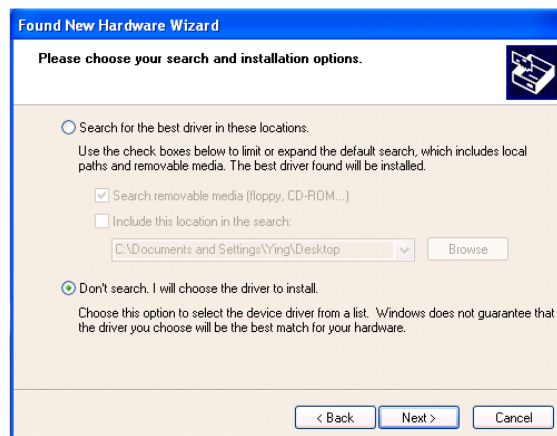 Found New Hardware Wizard
Please choose your search and installation options.
Search for the best driver in these locations.
Use the check boxes below to limit or expand the default search, which includes local
paths and removable media. The best driver found will be installed.
Search removable media (floppy, CD-ROM...)
Include this location in the search:
C:\Documents and Settings\Ying\Desktop
Browse
Don't search. I will choose the driver to install.
Choose this option to select the device driver from a list. Windows does not guarantee that
the driver you choose will be the best match for your hardware.
< Back Next > Cancel